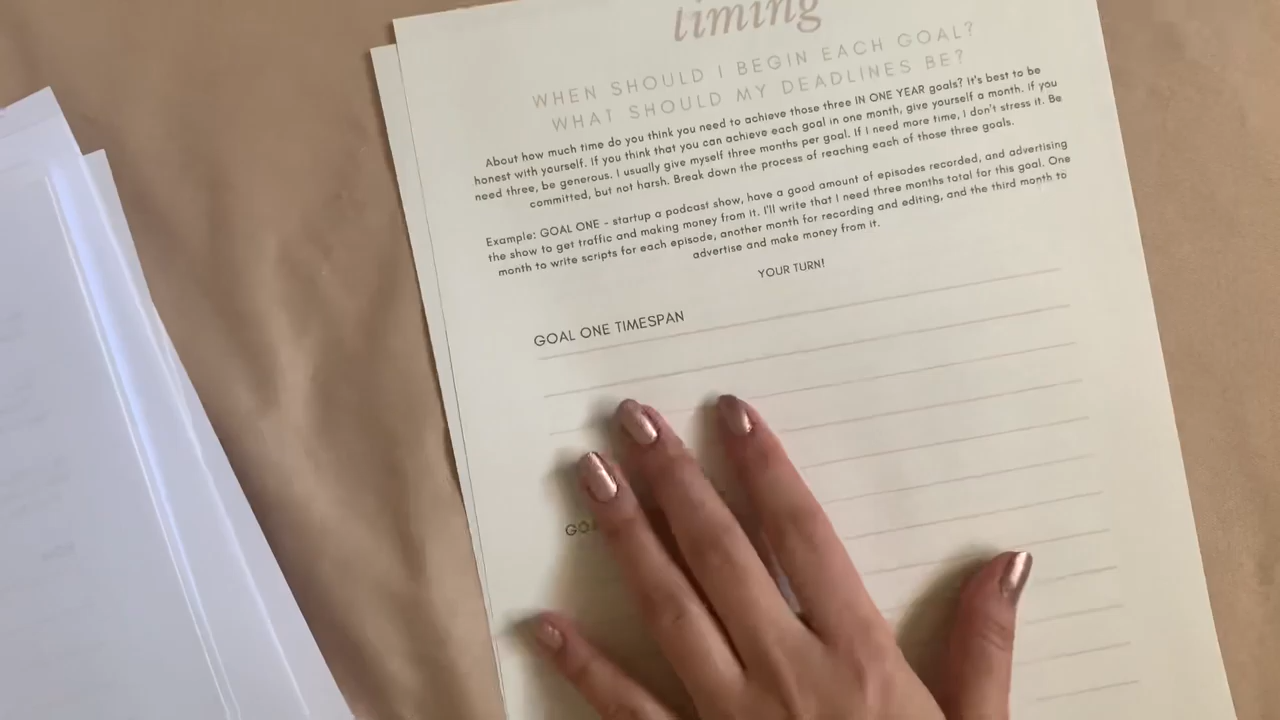 timing
WHEN SHOULD I BEGIN EACH GOAL?
WHAT SHOULD MY DEADLINES BE?
About how much time do you think you need to achieve those three IN ONE YEAR goals? It's best to be
honest with yourself. If you think that you can achieve each goal in one month, give yourself a month. If you
need three, be generous. I usually give myself three months per goal. If I need more time, I don't stress it. Be
committed, but not harsh. Break down the process of reaching each of those three goals.
Example: GOAL ONE - startup a podcast show, have a good amount of episodes recorded, and advertising
the show to get traffic and making money from it. I'll write that I need three months total for this goal. One
month to write scripts for each episode, another month for recording and editing, and the third month to
advertise and make money from it.
YOUR TURN!
GOAL ONE TIMESPAN